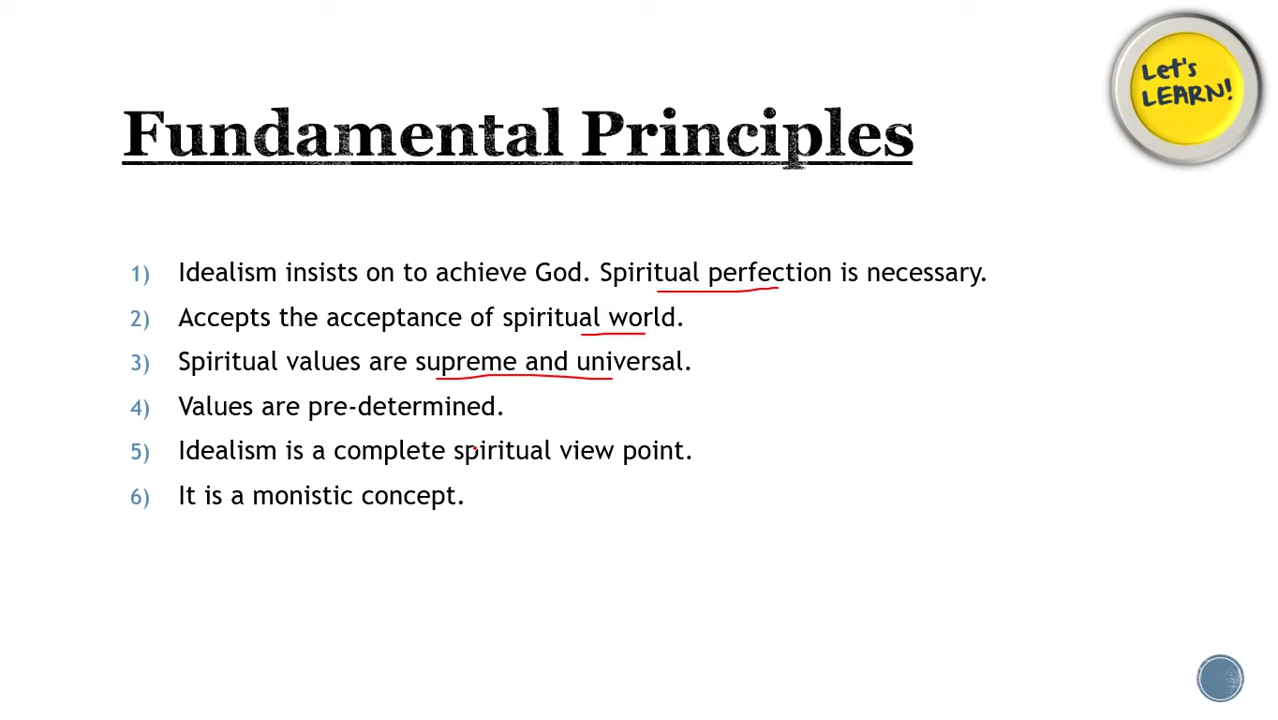 Let's
LEARN!
Fundamental Principles
1) Idealism insists on to achieve God. Spiritual perfection is necessary.
2) Accepts the acceptance of spiritual world.
3) Spiritual values are supreme and universal.
4) Values are pre-determined.
5) Idealism is a complete spiritual view point.
6) It is a monistic concept.